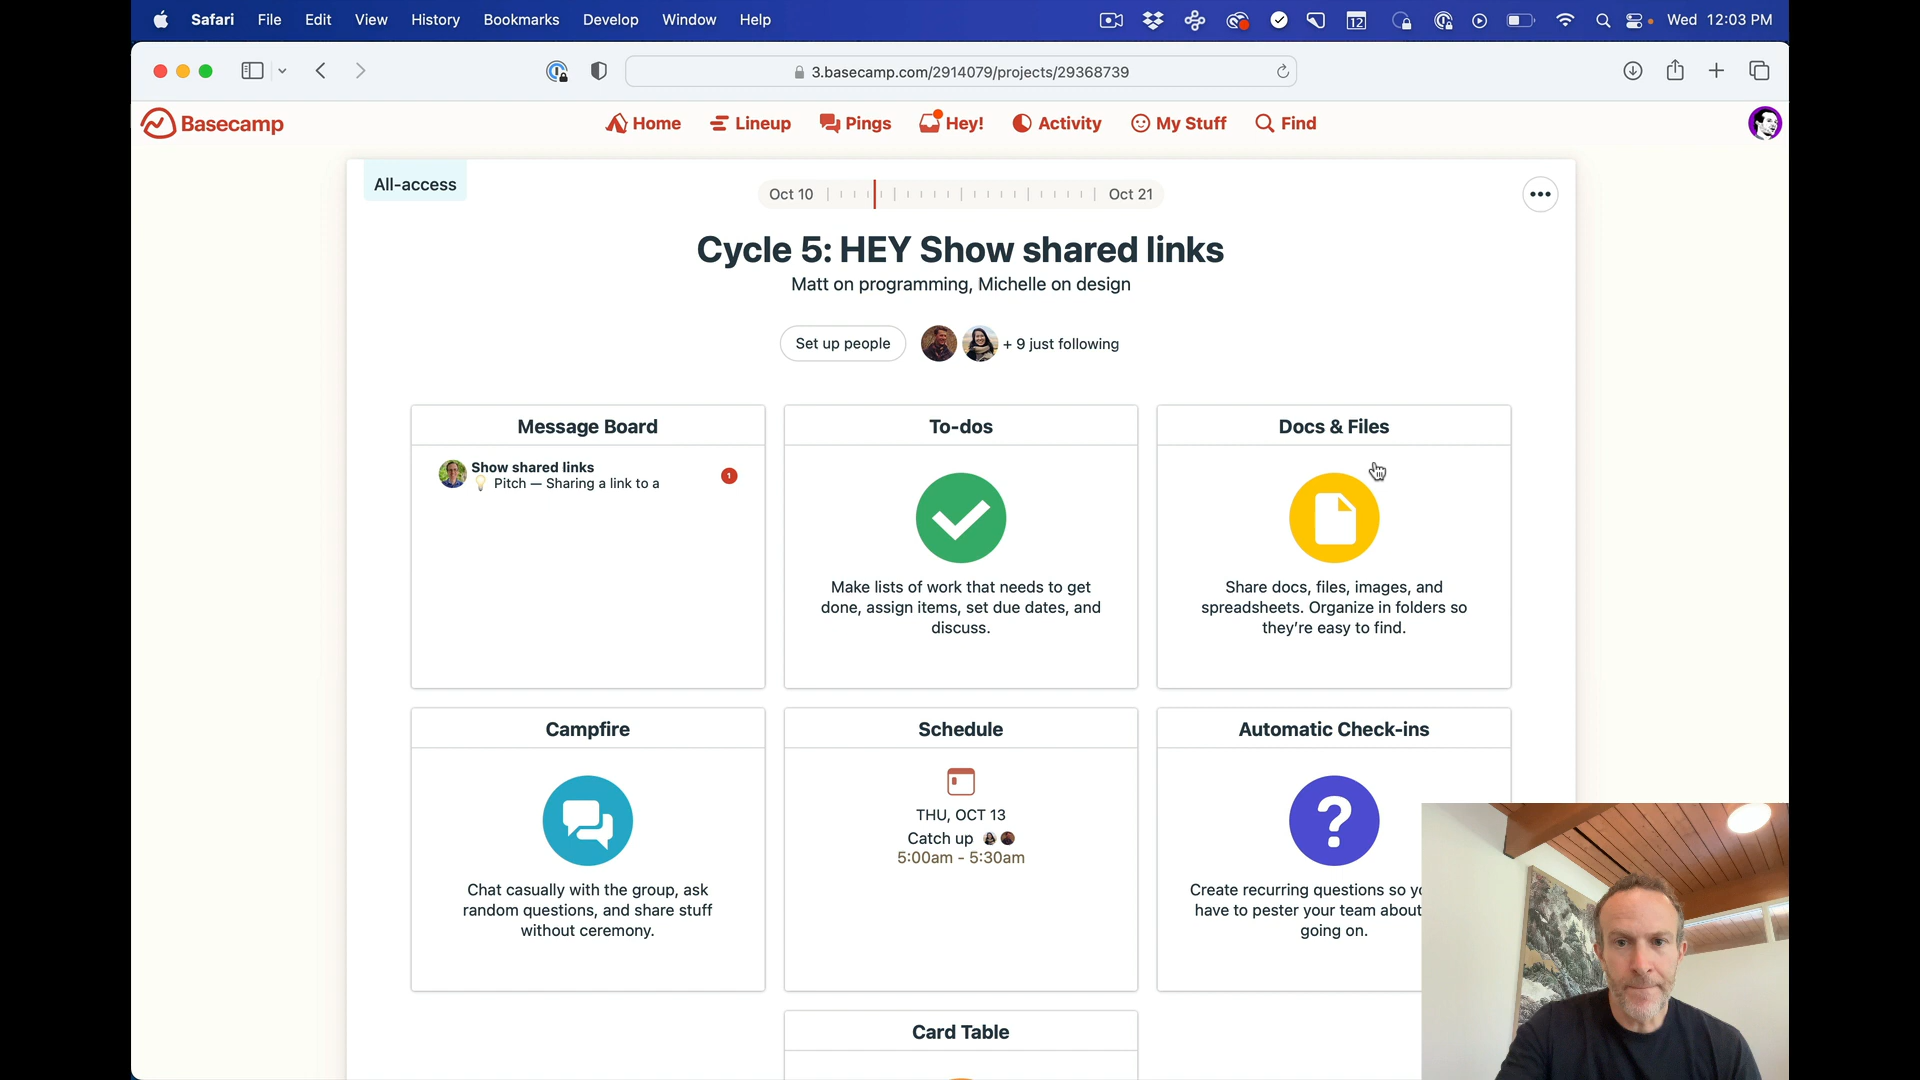 Safari File Edit View History Bookmarks Develop Window Help 12 Wed 12:03 PM
3.basecamp.com/2914079/projects/29368739
Basecamp Home Lineup Pings Hey! Activity My Stuff Find
All-access
Oct 10 Oct 21
Cycle 5: HEY Show shared links
Matt on programming, Michelle on design
Set up people + 9 just following
Message Board
Show shared links
Pitch — Sharing a link to a
1
To-dos
Make lists of work that needs to get
done, assign items, set due dates, and
discuss.
Docs & Files
Share docs, files, images, and
spreadsheets. Organize in folders so
they're easy to find.
Campfire
Chat casually with the group, ask
random questions, and share stuff
without ceremony.
Schedule
THU, OCT 13
Catch up
5:00am - 5:30am
Automatic Check-ins
?
Create recurring questions so yo
have to pester your team about
going on.
Card Table